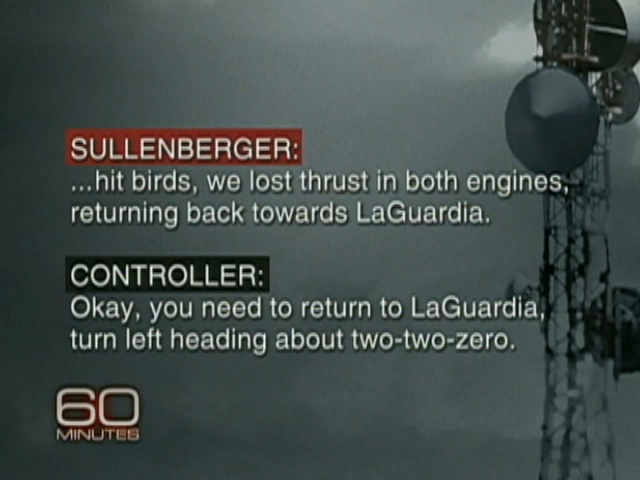 SULLENBERGER:
...hit birds, we lost thrust in both engines,
returning back towards LaGuardia.
CONTROLLER:
Okay, you need to return to LaGuardia,
turn left heading about two-two-zero.
60
MINUTES